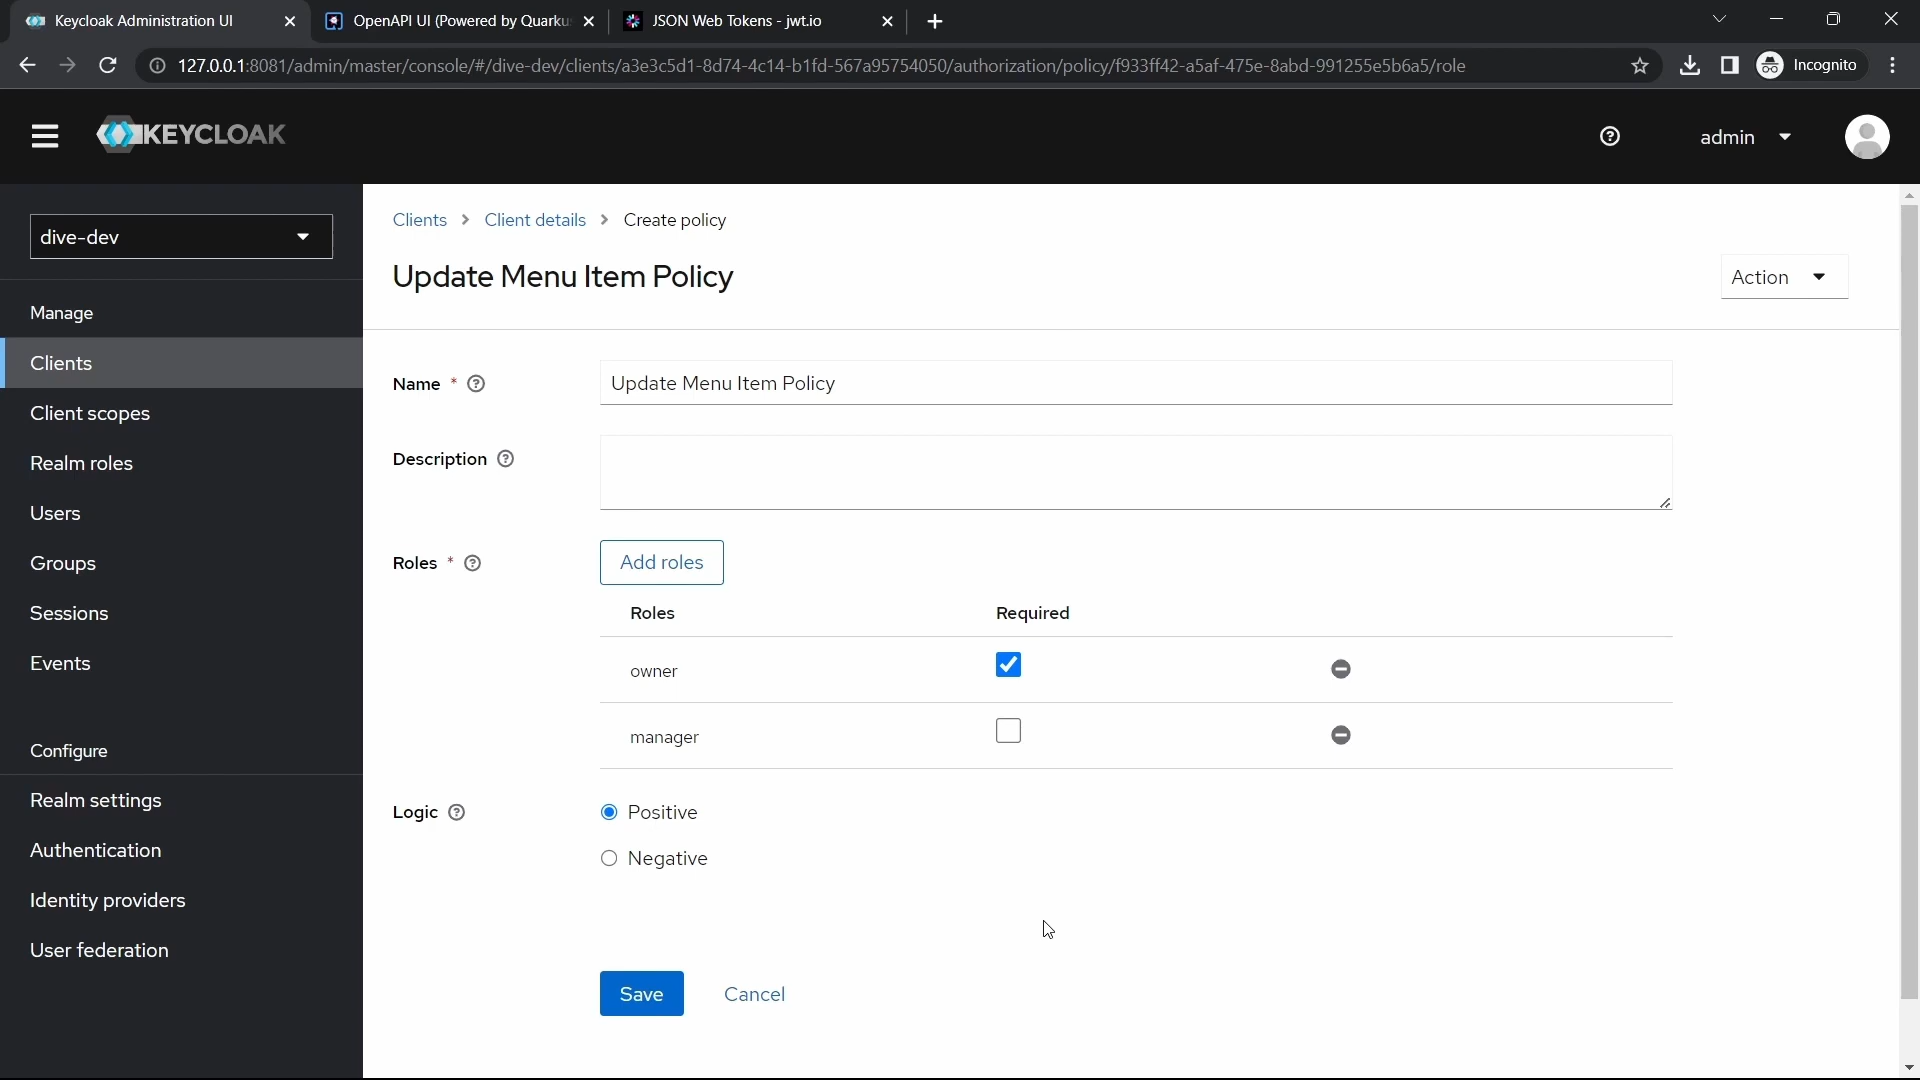 Keycloak Administration UI
OpenAPI UI (Powered by Quarkus
JSON Web Tokens - jwt.io
127.0.0.1:8081/admin/master/console/#/dive-dev/clients/a3e3c5d1-8d74-4c14-b1fd-567a95754050/authorization/policy/f933ff42-a5af-475e-8abd-991255e5b6a5/role
Incognito
KEYCLOAK
admin
dive-dev
Manage
Clients
Client scopes
Realm roles
Users
Groups
Sessions
Events
Configure
Realm settings
Authentication
Identity providers
User federation
Clients > Client details > Create policy
Update Menu Item Policy
Action
Name * Update Menu Item Policy
Description
Roles * Add roles
Roles Required
owner
manager
Logic Positive
Negative
Save Cancel